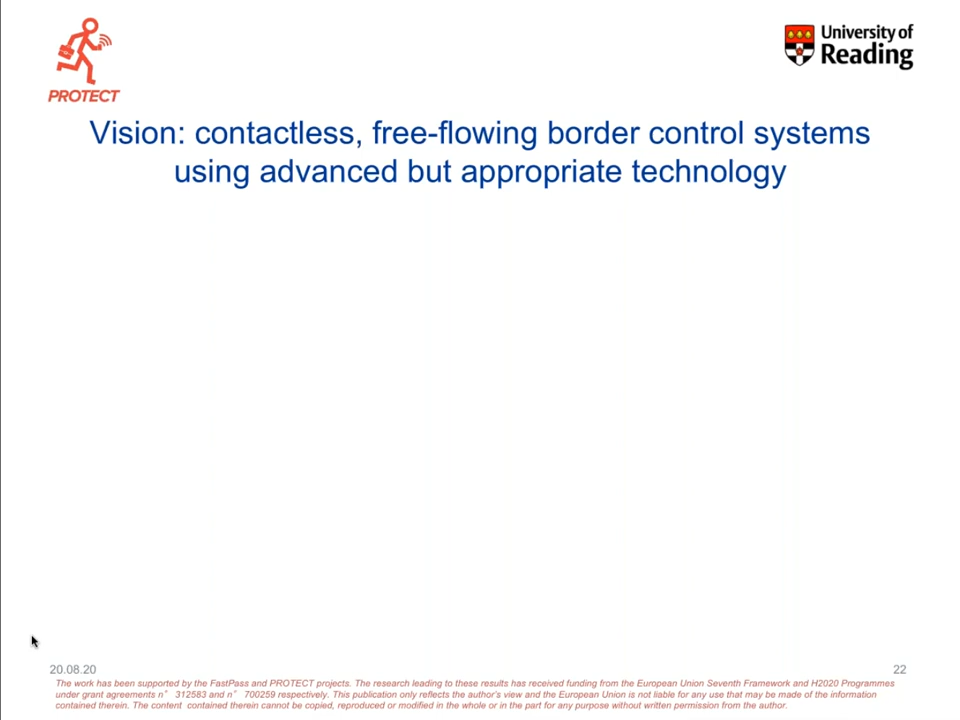 PROTECT
University of
Reading
Vision: contactless, free-flowing border control systems
using advanced but appropriate technology
20.08.20
22
The work has been supported by the FastPass and PROTECT projects. The research leading to these results has received funding from the European Union Seventh Framework and H2020 Programmes
under grant agreements n° 312583 and n° 700259 respectively. This publication only reflects the author's view and the European Union is not liable for any use that may be made of the information
contained therein. The content contained therein cannot be copied, reproduced or modified in the whole or in the part for any purpose without written permission from the author.